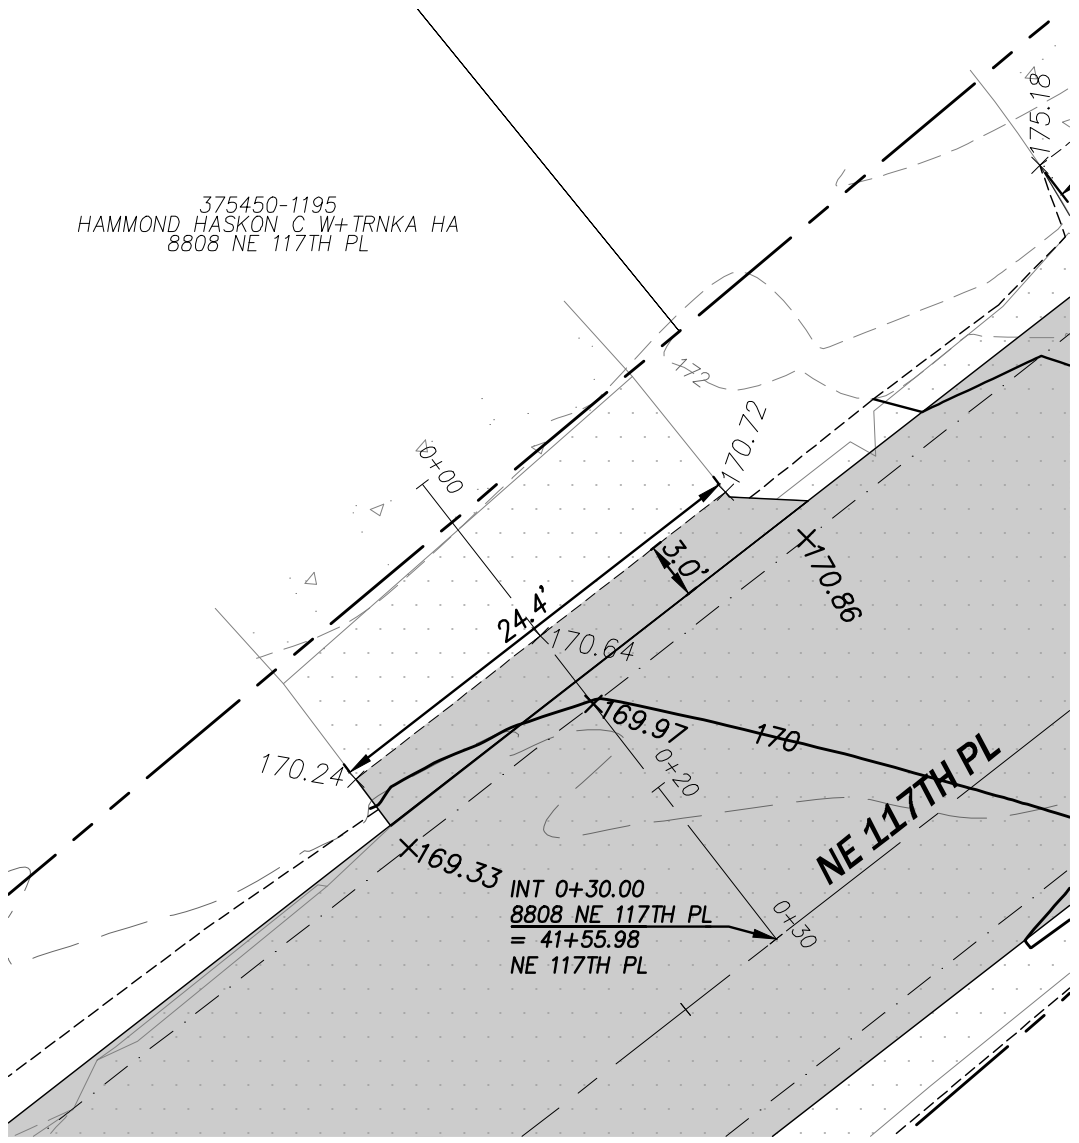 175.18
375450-1195
HAMMOND HASKON C W+TRNKA HA
8808 NE 117TH PL
172
170.72
0+00
3.0'
170.86
24.4'
170.64
169.97
170
170.24
0+20
NE 117TH PL
169.33
INT 0+30.00
8808 NE 117TH PL
= 41+55.98
NE 117TH PL
0+30